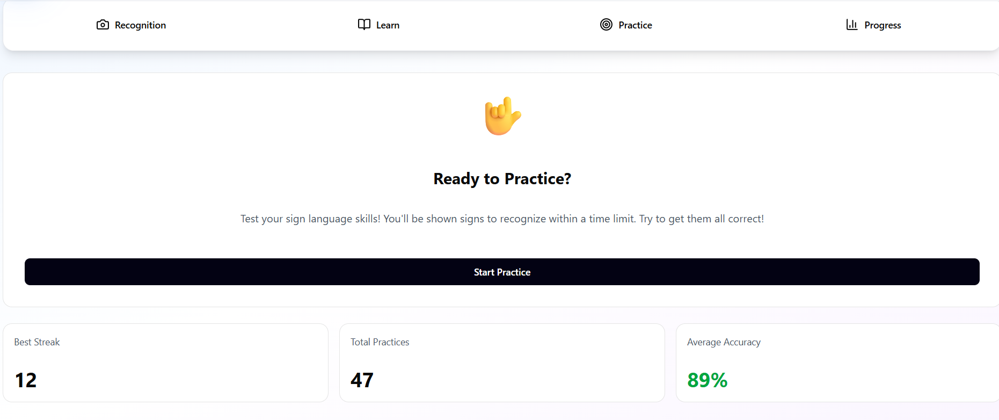 Recognition
Learn
Practice
Progress
Ready to Practice?
Test your sign language skills! You'll be shown signs to recognize within a time limit. Try to get them all correct!
Start Practice
Best Streak
12
Total Practices
47
Average Accuracy
89%